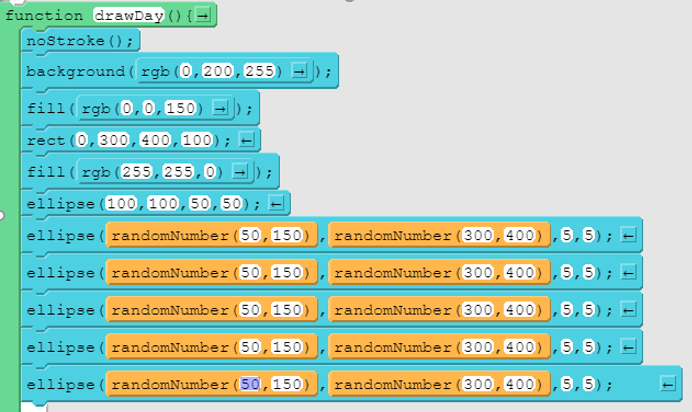 function drawDay(){→
noStroke();
background(rgb(0,200,255) →);
fill(rgb(0,0,150) →);
rect(0,300,400,100); ←
fill(rgb(255,255,0) →);
ellipse(100,100,50,50); ←
ellipse(randomNumber(50,150),randomNumber(300,400),5,5); ←
ellipse(randomNumber(50,150),randomNumber(300,400),5,5); ←
ellipse(randomNumber(50,150),randomNumber(300,400),5,5); ←
ellipse(randomNumber(50,150),randomNumber(300,400),5,5); ←
ellipse(randomNumber(50,150),randomNumber(300,400),5,5); ←